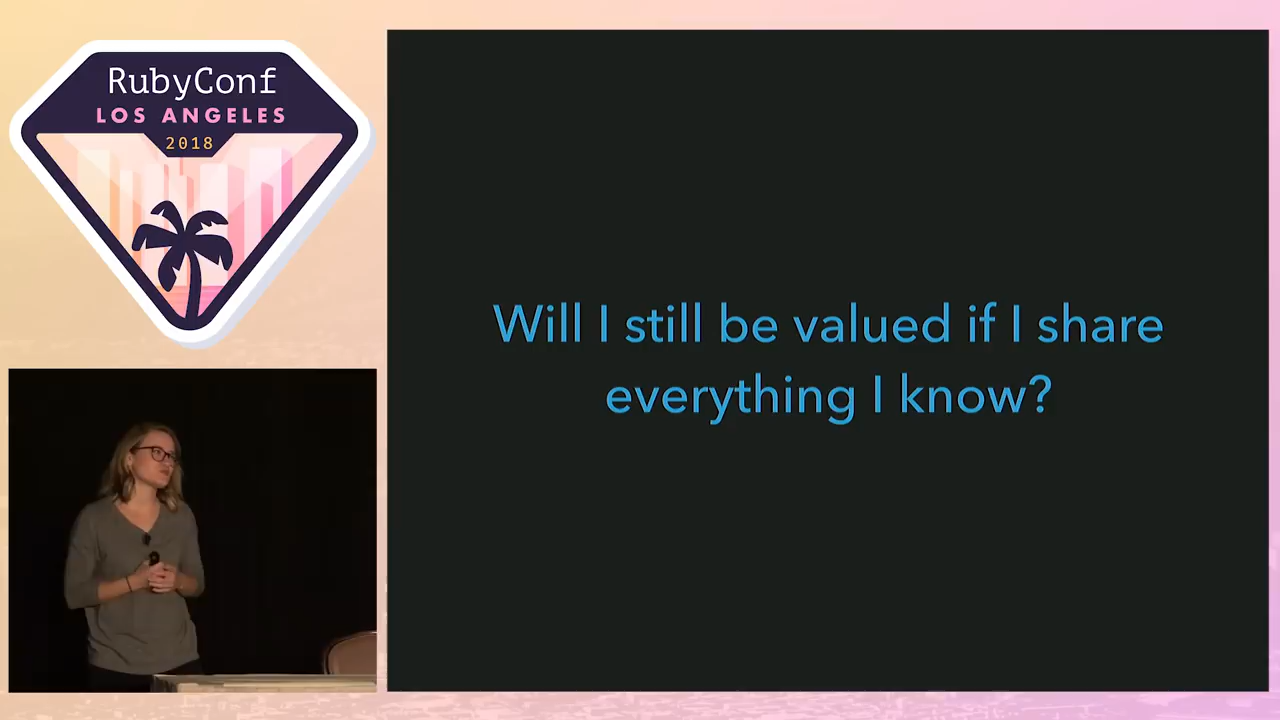 RubyConf
LOS ANGELES
2018
Will I still be valued if I share
everything I know?